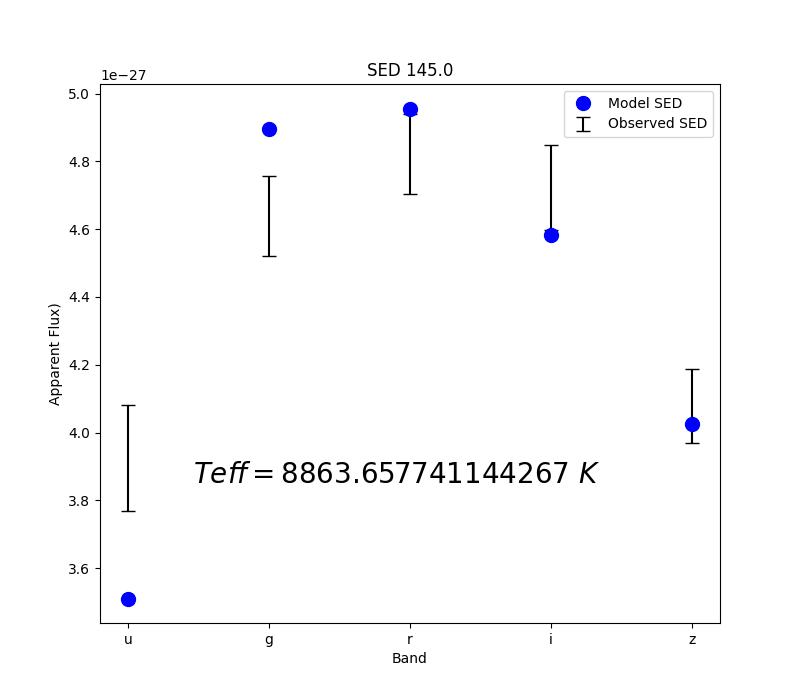 SED 145.0
1e−27
5.0
4.8
4.6
4.4
4.2
4.0
3.8
3.6
Apparent Flux)
Model SED
Observed SED
Teff = 8863.657741144267 K
u g r i z
Band